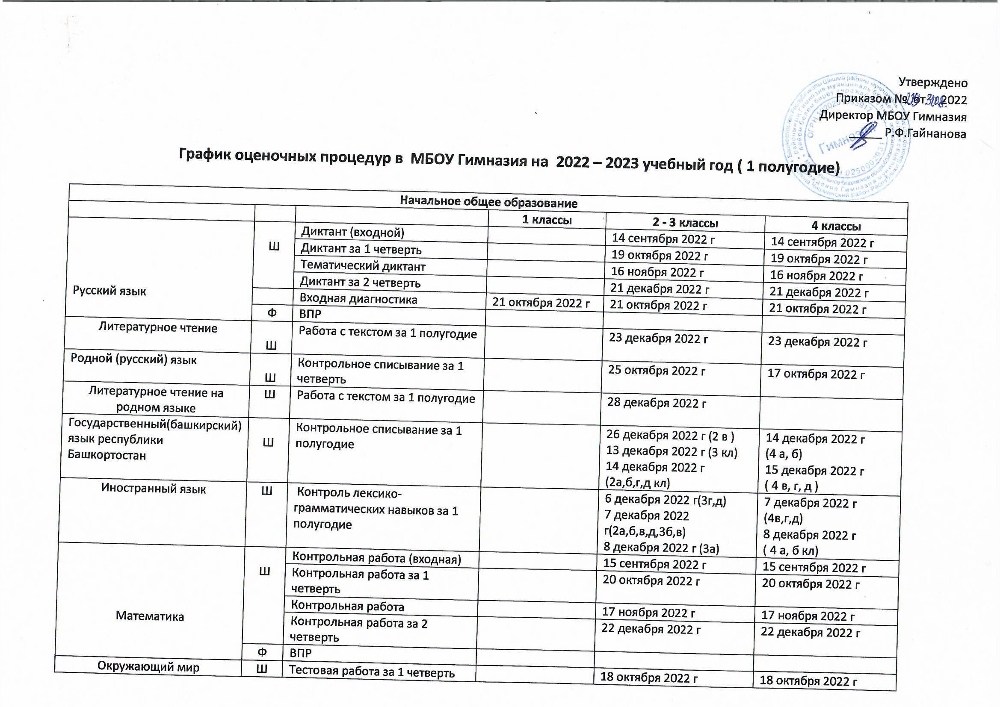 Утверждено
Приказом № от 31.08. 2022
Директор МБОУ Гимназия
Р.Ф.Гайнанова
Гимназия
График оценочных процедур в МБОУ Гимназия на 2022 – 2023 учебный год ( 1 полугодие)
Начальное общее образование
1 классы 2 - 3 классы 4 классы
Русский язык
Ш
Диктант (входной) 14 сентября 2022 г 14 сентября 2022 г
Диктант за 1 четверть 19 октября 2022 г 19 октября 2022 г
Тематический диктант 16 ноября 2022 г 16 ноября 2022 г
Диктант за 2 четверть 21 декабря 2022 г 21 декабря 2022 г
Входная диагностика 21 октября 2022 г 21 октября 2022 г 21 октября 2022 г
Ф ВПР
Литературное чтение
Ш
Работа с текстом за 1 полугодие 23 декабря 2022 г 23 декабря 2022 г
Родной (русский) язык
Ш
Контрольное списывание за 1
четверть
25 октября 2022 г 17 октября 2022 г
Литературное чтение на
родном языке
Ш
Работа с текстом за 1 полугодие 28 декабря 2022 г
Государственный(башкирский)
язык республики
Башкортостан
Ш
Контрольное списывание за 1
полугодие
26 декабря 2022 г (2 в )
13 декабря 2022 г (3 кл)
14 декабря 2022 г
(2а,б,г,д кл)
14 декабря 2022 г
(4 а, б)
15 декабря 2022 г
( 4 в, г, д )
Иностранный язык
Ш
Контроль лексико-
грамматических навыков за 1
полугодие
6 декабря 2022 г(3г,д)
7 декабря 2022
г(2а,б,в,д,3б,в)
8 декабря 2022 г (3а)
7 декабря 2022 г
(4в,г,д)
8 декабря 2022 г
( 4 а, б кл)
Математика
Ш
Контрольная работа (входная) 15 сентября 2022 г 15 сентября 2022 г
Контрольная работа за 1
четверть
20 октября 2022 г 20 октября 2022 г
Контрольная работа 17 ноября 2022 г 17 ноября 2022 г
Контрольная работа за 2
четверть
22 декабря 2022 г 22 декабря 2022 г
Ф ВПР
Окружающий мир Ш Тестовая работа за 1 четверть 18 октября 2022 г 18 октября 2022 г